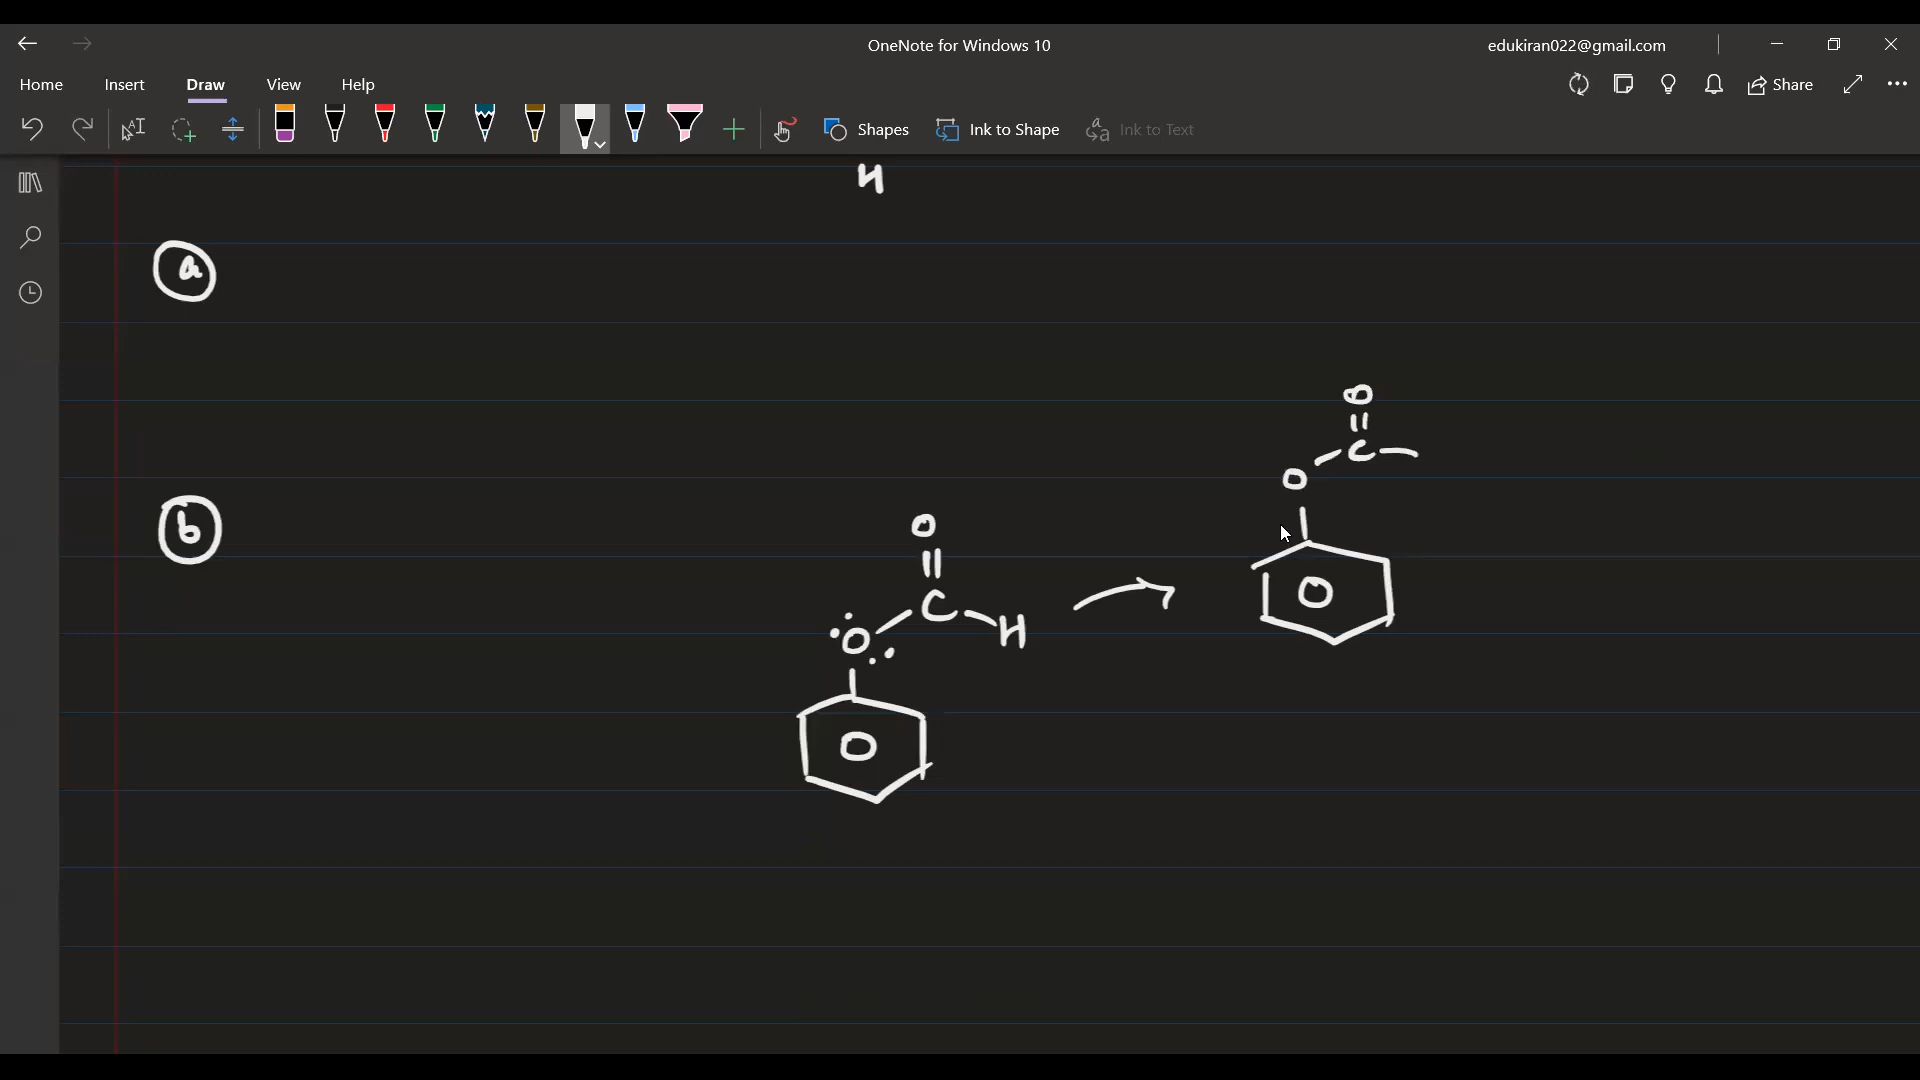 OneNote for Windows 10
edukiran022@gmail.com
Home Insert Draw View Help
Share
Shapes Ink to Shape Ink to Text
H
a
O
C
O
b
O
C
O H
O
O